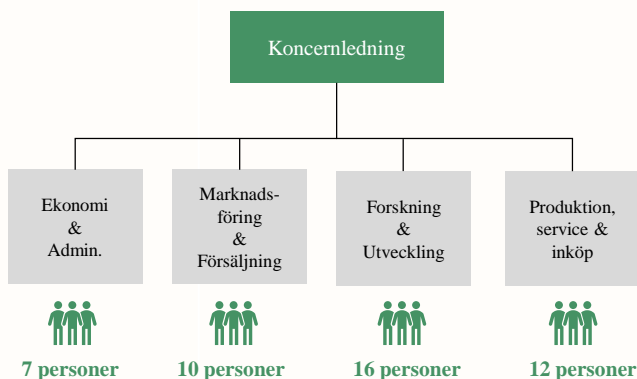 Koncernledning
Ekonomi
&
Admin.
Marknads-
föring
&
Försäljning
Forskning
&
Utveckling
Produktion,
service &
inköp
7 personer
10 personer
16 personer
12 personer